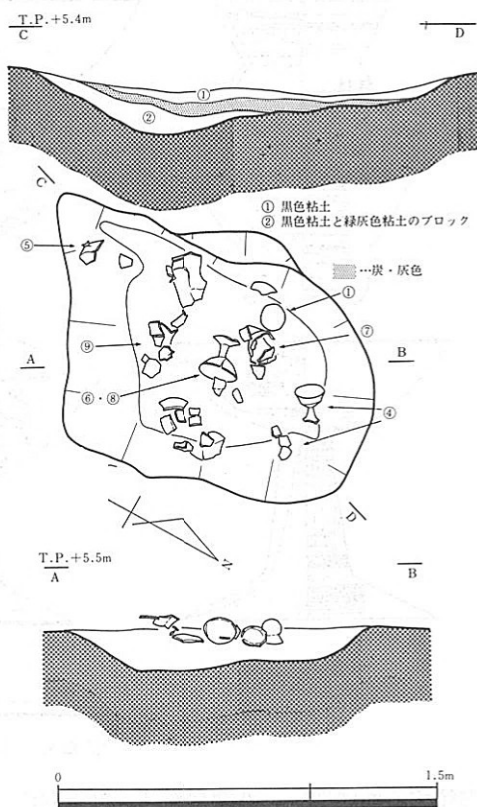 T.P.+5.4m
C D
①
②
C
① 黒色粘土
② 黒色粘土と緑灰色粘土のブロック
⑤
…炭・灰色
①
⑨
⑦
A B
⑥・⑧
④
D
N
T.P.+5.5m
A B
0 1.5m